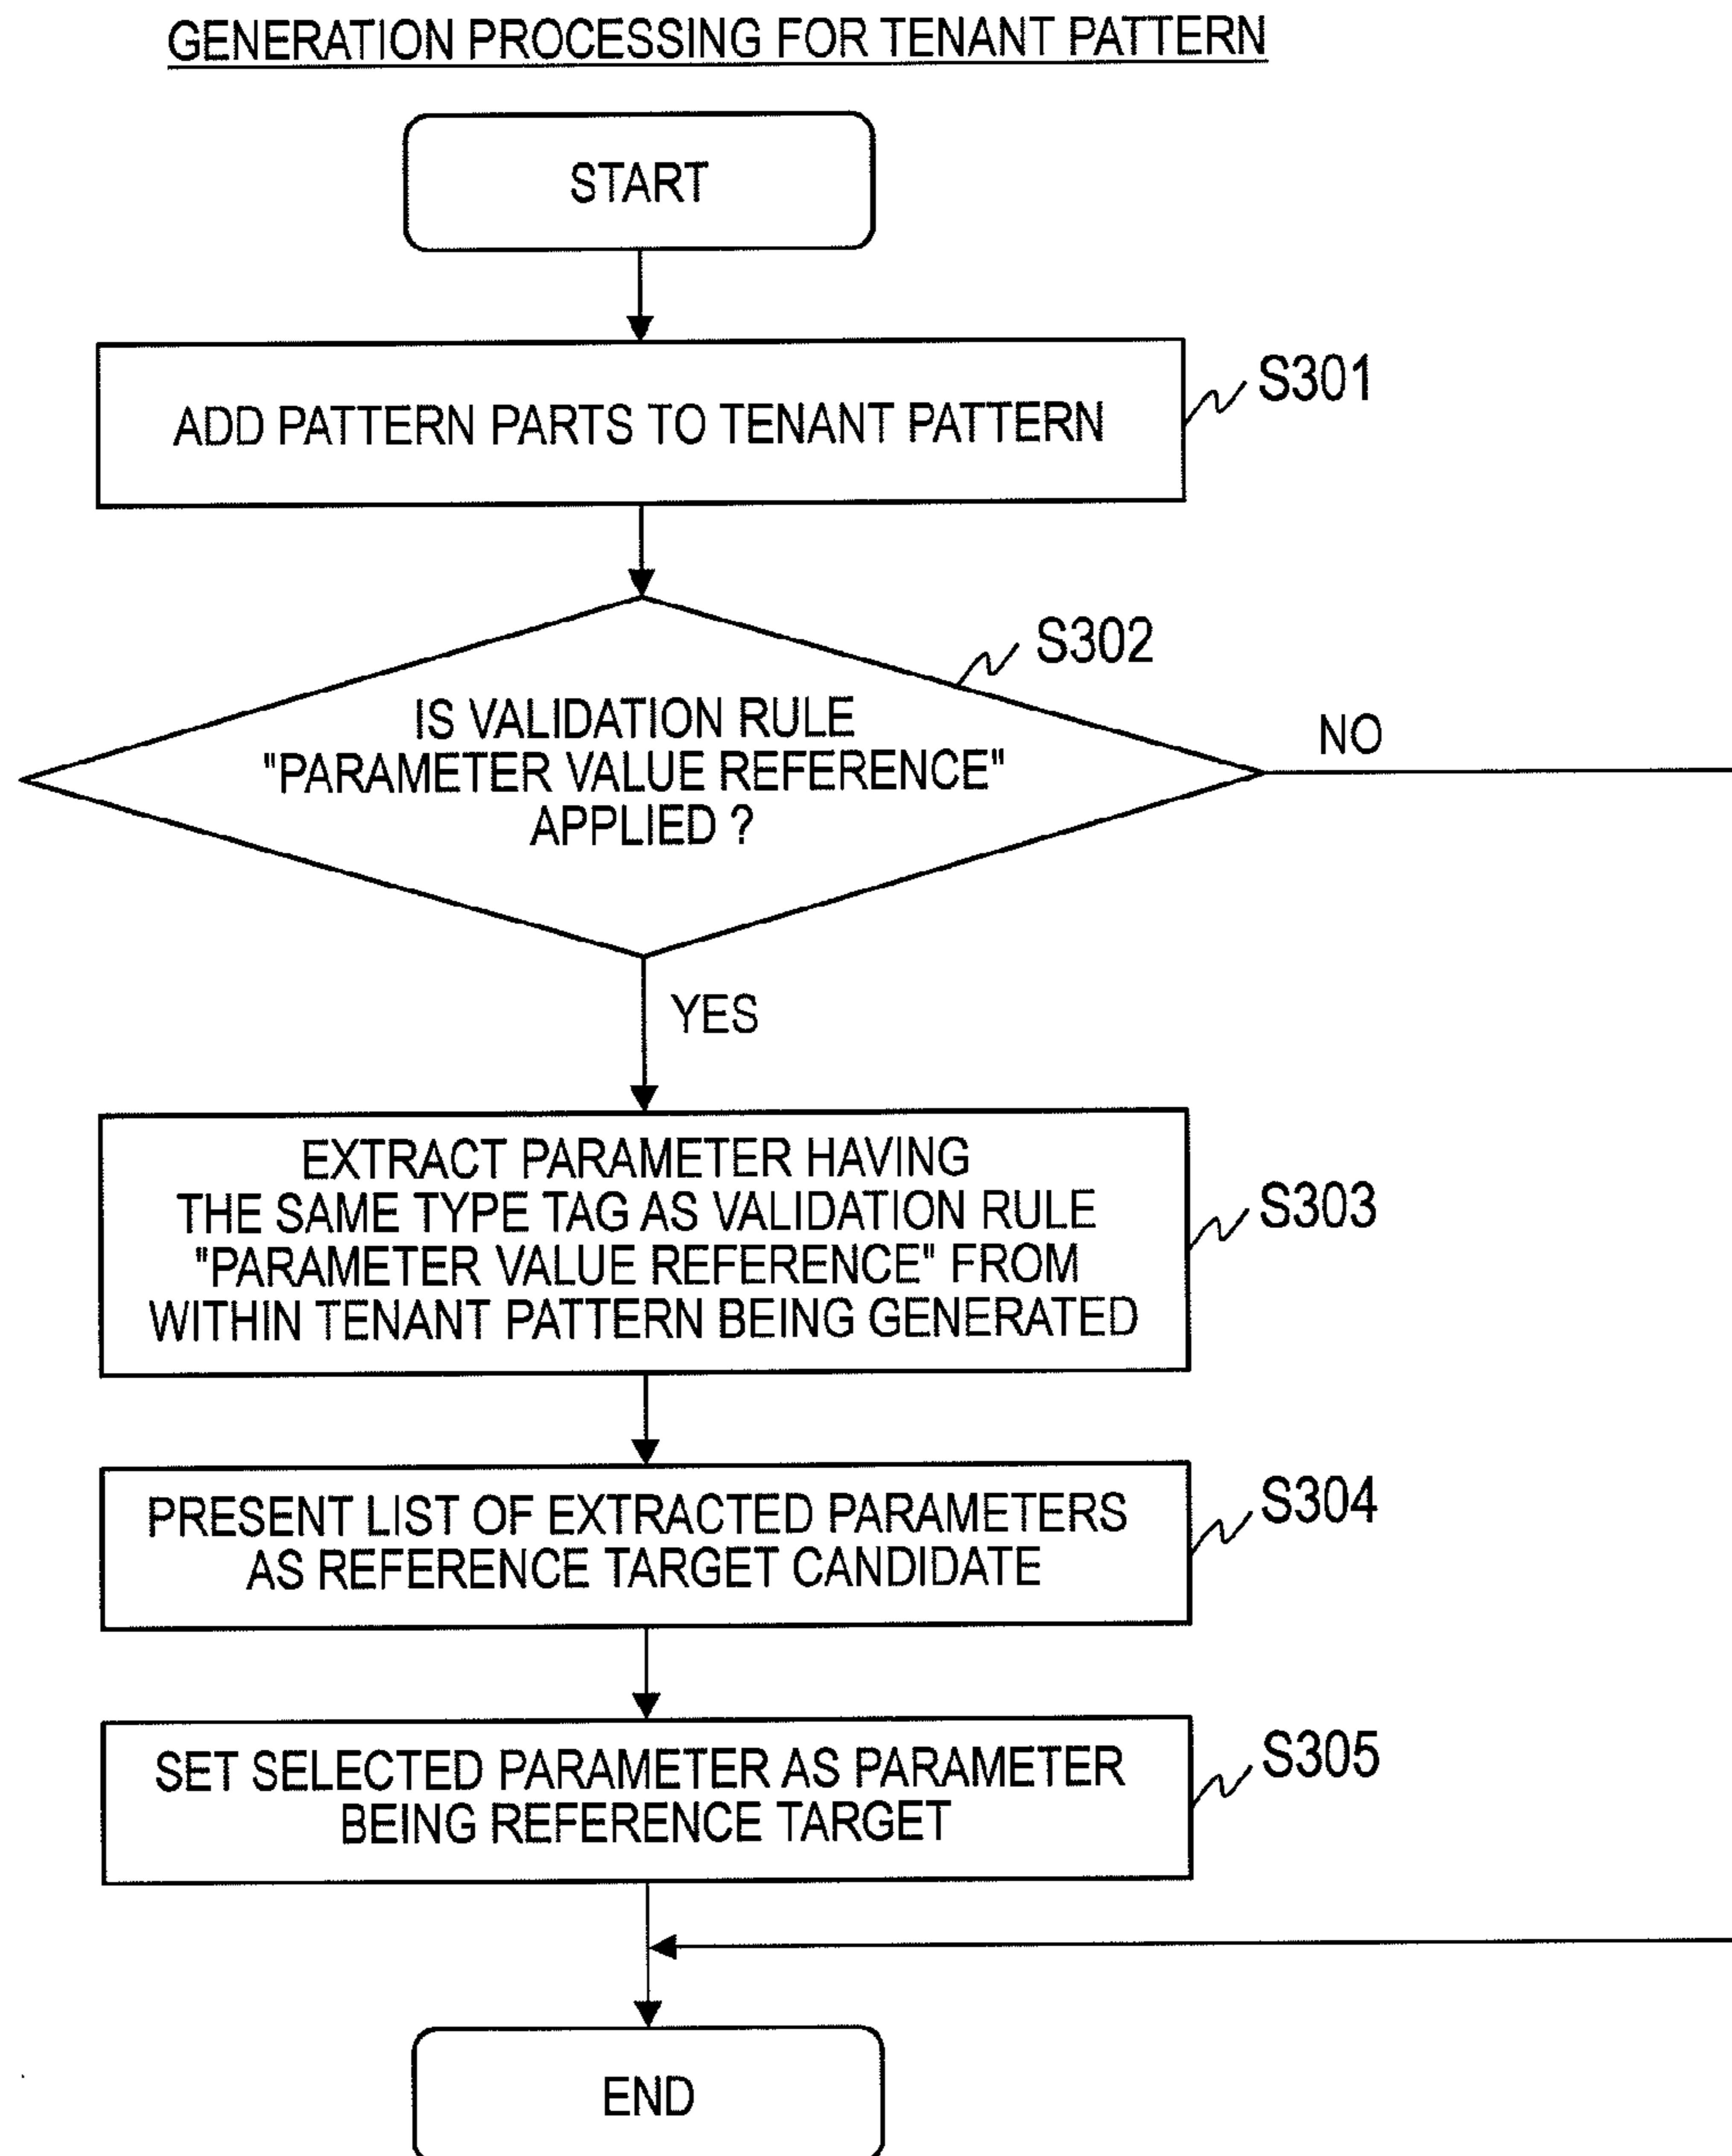 GENERATION PROCESSING FOR TENANT PATTERN
START
ADD PATTERN PARTS TO TENANT PATTERN
S301
S302
IS VALIDATION RULE
"PARAMETER VALUE REFERENCE"
APPLIED ?
NO
YES
EXTRACT PARAMETER HAVING
THE SAME TYPE TAG AS VALIDATION RULE
"PARAMETER VALUE REFERENCE" FROM
WITHIN TENANT PATTERN BEING GENERATED
S303
PRESENT LIST OF EXTRACTED PARAMETERS
AS REFERENCE TARGET CANDIDATE
S304
SET SELECTED PARAMETER AS PARAMETER
BEING REFERENCE TARGET
S305
END